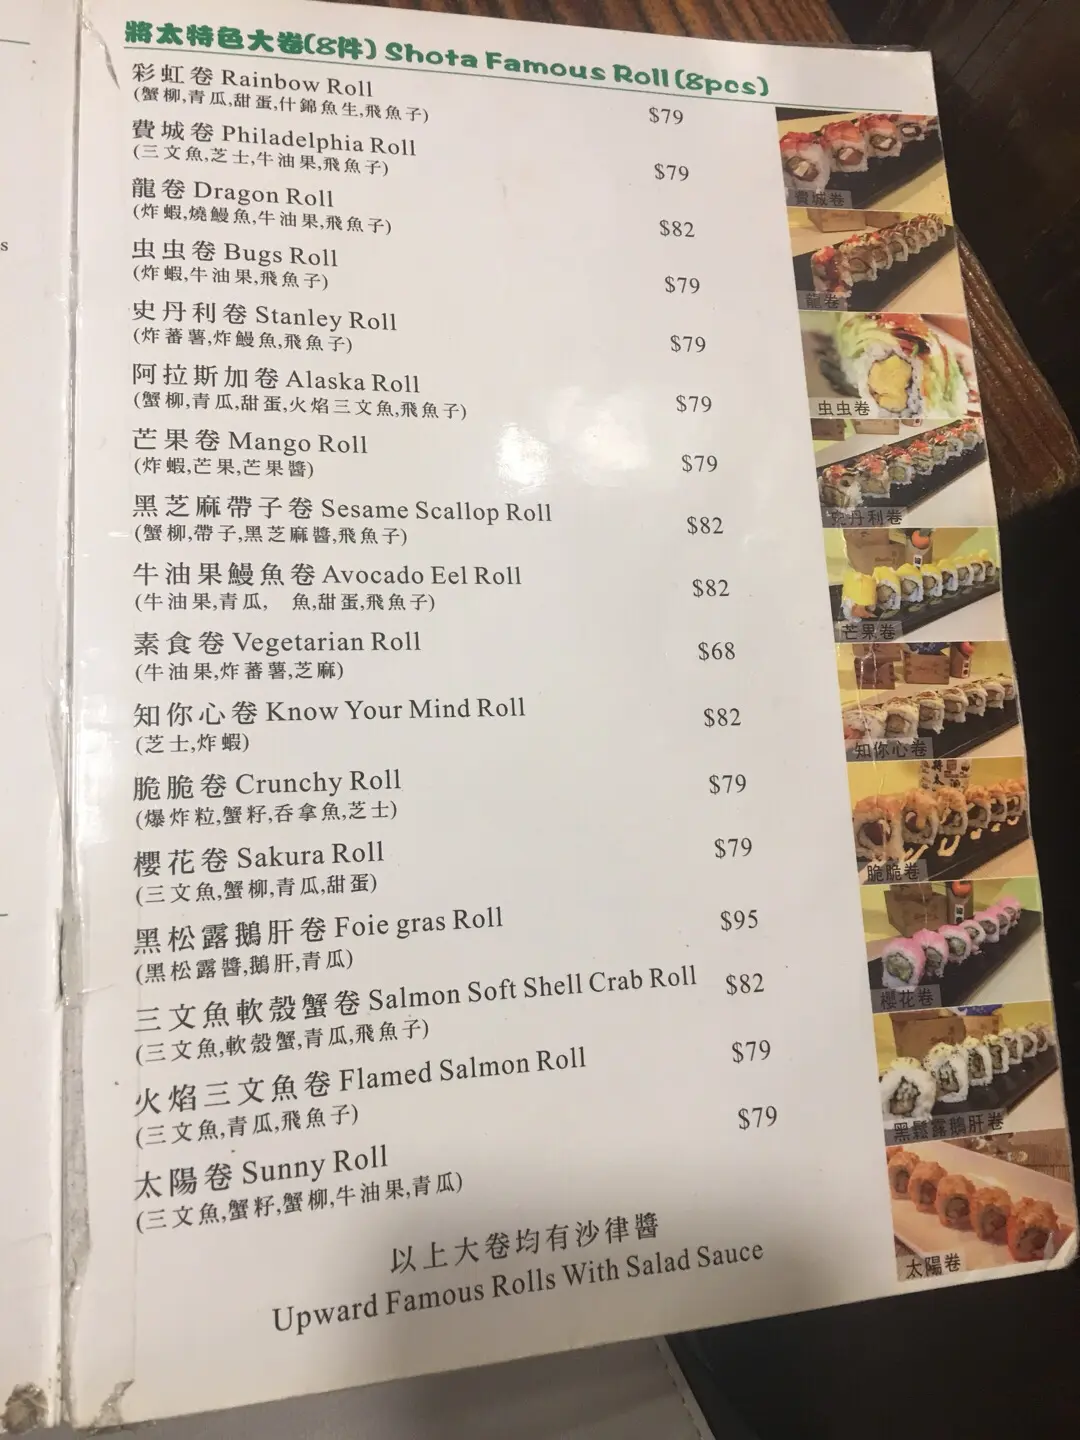 將太特色大卷(8件) Shota Famous Roll (8pcs)
彩虹卷 Rainbow Roll
(蟹柳,青瓜,甜蛋,什錦魚生,飛魚子)
$79
費城卷 Philadelphia Roll
(三文魚,芝士,牛油果,飛魚子)
$79
龍卷 Dragon Roll
(炸蝦,燒鰻魚,牛油果,飛魚子)
$82
虫虫卷 Bugs Roll
(炸蝦,牛油果,飛魚子)
$79
史丹利卷 Stanley Roll
(炸蕃薯,炸鰻魚,飛魚子)
$79
阿拉斯加卷 Alaska Roll
(蟹柳,青瓜,甜蛋,火焰三文魚,飛魚子)
$79
芒果卷 Mango Roll
(炸蝦,芒果,芒果醬)
$79
黑芝麻帶子卷 Sesame Scallop Roll
(蟹柳,帶子,黑芝麻醬,飛魚子)
$82
牛油果鰻魚卷 Avocado Eel Roll
(牛油果,青瓜, 魚,甜蛋,飛魚子)
$82
素食卷 Vegetarian Roll
(牛油果,炸蕃薯,芝麻)
$68
知你心卷 Know Your Mind Roll
(芝士,炸蝦)
$82
脆脆卷 Crunchy Roll
(爆炸粒,蟹籽,吞拿魚,芝士)
$79
櫻花卷 Sakura Roll
(三文魚,蟹柳,青瓜,甜蛋)
$79
黑松露鵝肝卷 Foie gras Roll
(黑松露醬,鵝肝,青瓜)
$95
三文魚軟殼蟹卷 Salmon Soft Shell Crab Roll
(三文魚,軟殼蟹,青瓜,飛魚子)
$82
火焰三文魚卷 Flamed Salmon Roll
(三文魚,青瓜,飛魚子)
$79
太陽卷 Sunny Roll
(三文魚,蟹籽,蟹柳,牛油果,青瓜)
$79
以上大卷均有沙律醬
Upward Famous Rolls With Salad Sauce
費城卷
龍卷
虫虫卷
史丹利卷
芒果卷
知你心卷
脆脆卷
櫻花卷
黑鬆露鵝肝卷
太陽卷
s